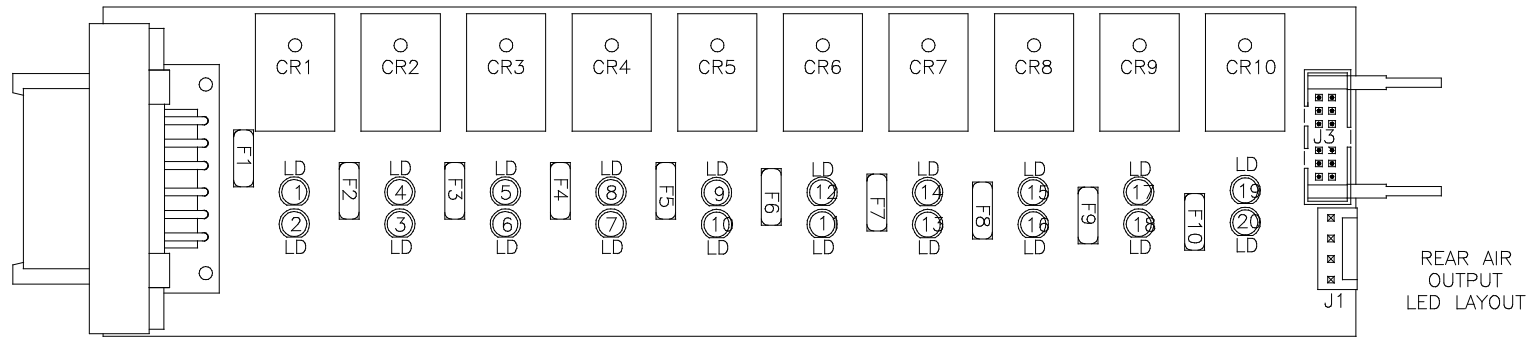 CR1 CR2 CR3 CR4 CR5 CR6 CR7 CR8 CR9 CR10
J3
F1 F2 F3 F4 F5 F6 F7 F8 F9 F10
LD LD LD LD LD LD LD LD LD LD
1 4 5 8 9 12 14 15 17 19
2 3 6 7 10 11 13 16 18 20
LD LD LD LD LD LD LD LD LD LD
J1
REAR AIR
OUTPUT
LED LAYOUT